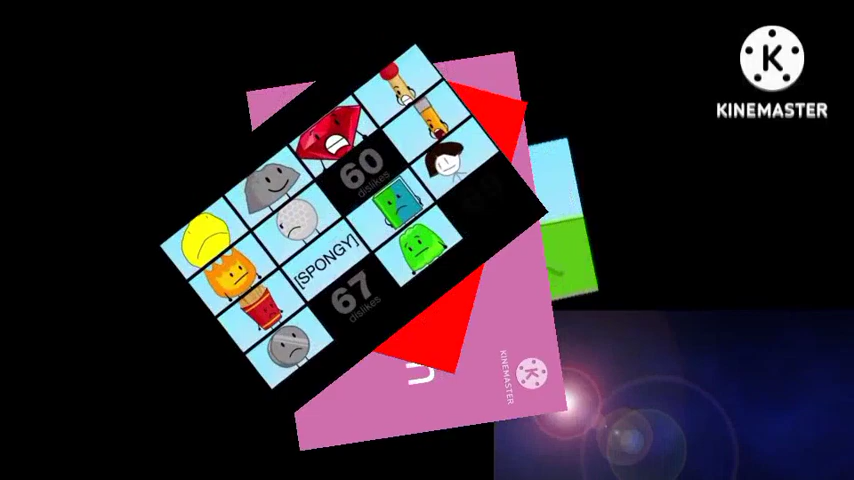 KINEMASTER
60
dislikes
[SPONGY]
67
dislikes
KINEMASTER